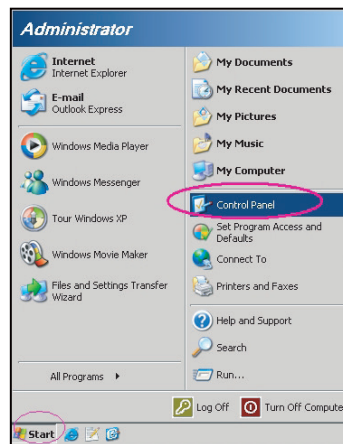 Administrator
Internet
Internet Explorer
E-mail
Outlook Express
Windows Media Player
Windows Messenger
Tour Windows XP
Windows Movie Maker
Files and Settings Transfer
Wizard
All Programs
My Documents
My Recent Documents
My Pictures
My Music
My Computer
Control Panel
Set Program Access and
Defaults
Connect To
Printers and Faxes
Help and Support
Search
Run...
Log Off
Turn Off Compute
Start